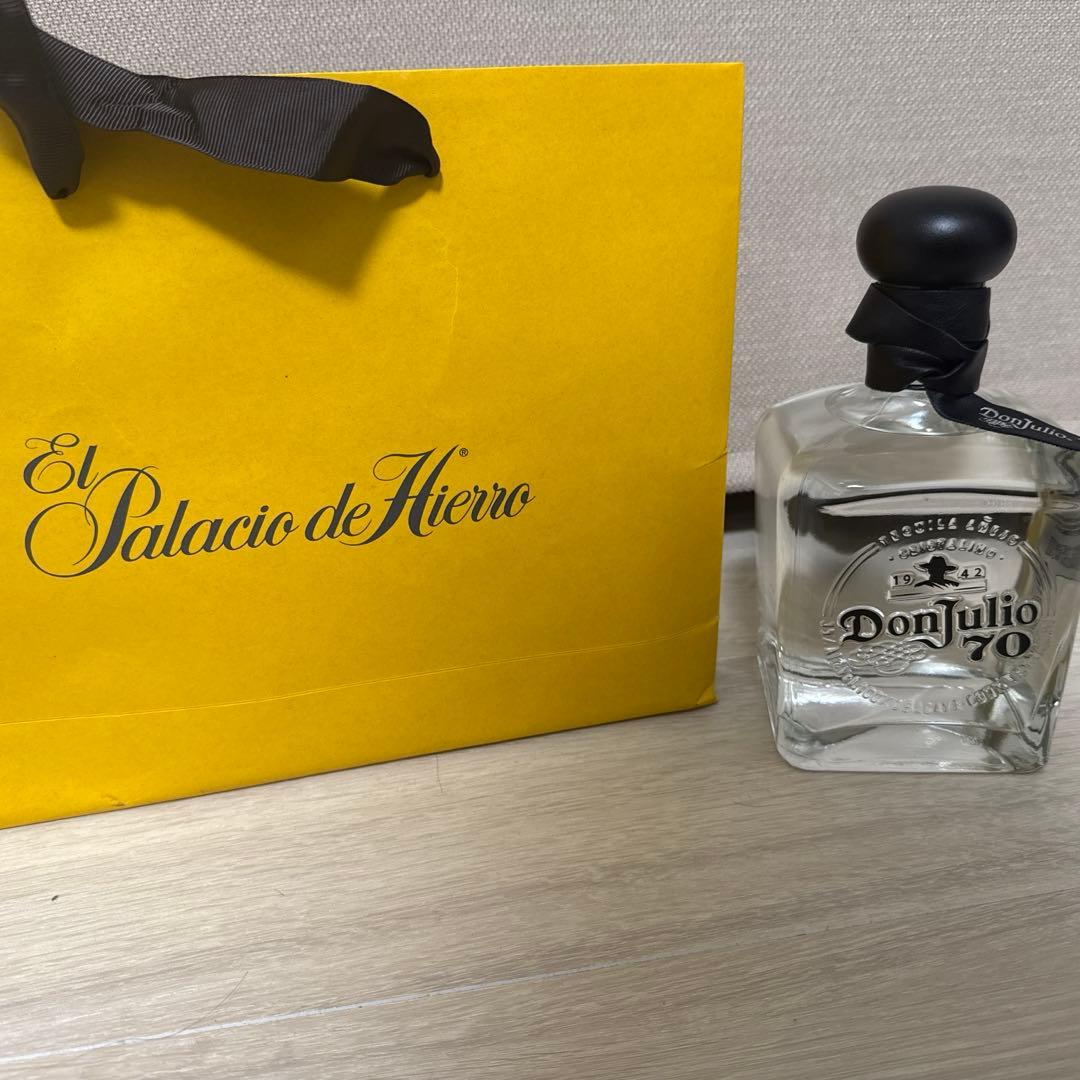 El
Palacio de Hierro®
DonJulio
TEQUILA AÑEJO
· CRISTALINO ·
19 42
DonJulio
70